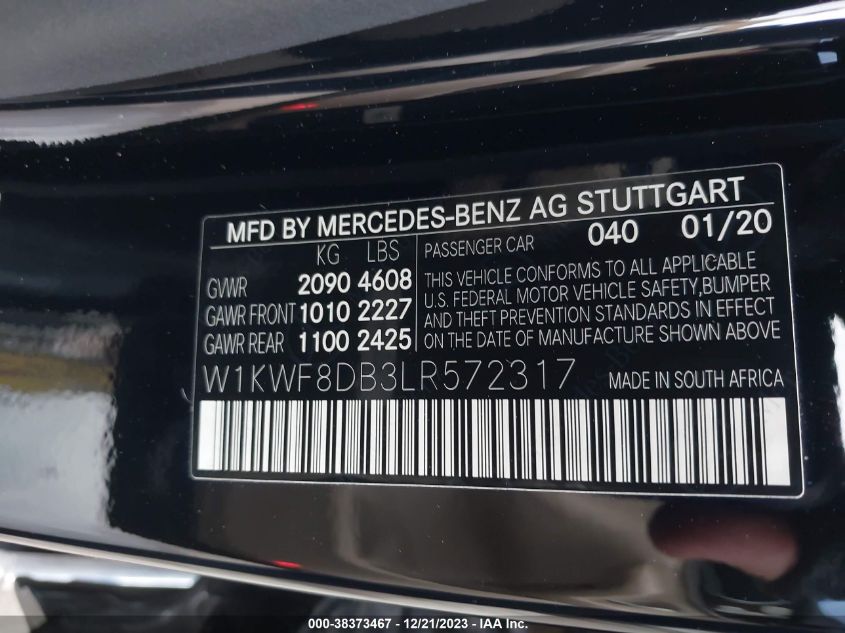 MFD BY MERCEDES-BENZ AG STUTTGART
KG LBS PASSENGER CAR 040 01/20
GVWR 2090 4608
GAWR FRONT 1010 2227
GAWR REAR 1100 2425
THIS VEHICLE CONFORMS TO ALL APPLICABLE
U.S. FEDERAL MOTOR VEHICLE SAFETY,BUMPER
AND THEFT PREVENTION STANDARDS IN EFFECT
ON THE DATE OF MANUFACTURE SHOWN ABOVE
W1KWF8DB3LR572317 MADE IN SOUTH AFRICA
000-38373467 - 12/21/2023 - IAA Inc.